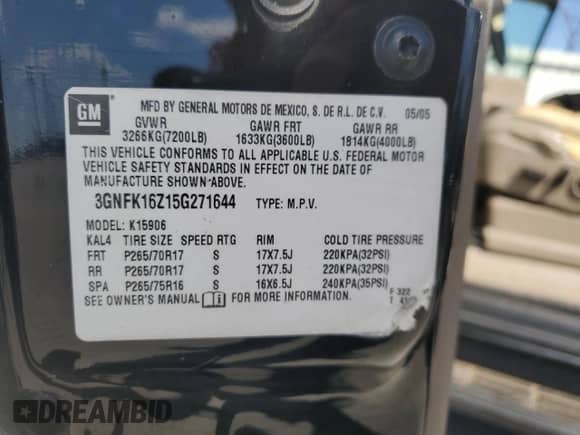 GM
MFD BY GENERAL MOTORS DE MEXICO, S. DE R.L. DE C.V. 05/05
GVWR GAWR FRT GAWR RR
3266KG(7200LB) 1633KG(3600LB) 1814KG(4000LB)
THIS VEHICLE CONFORMS TO ALL APPLICABLE U.S. FEDERAL MOTOR
VEHICLE SAFETY STANDARDS IN EFFECT ON THE DATE OF
MANUFACTURE SHOWN ABOVE.
3GNFK16Z15G271644 TYPE: M.P.V.
MODEL: K15906
KAL4 TIRE SIZE SPEED RTG RIM COLD TIRE PRESSURE
FRT P265/70R17 S 17X7.5J 220KPA(32PSI)
RR P265/70R17 S 17X7.5J 220KPA(32PSI)
SPA P265/75R16 S 16X6.5J 240KPA(35PSI)
SEE OWNER'S MANUAL FOR MORE INFORMATION.
F 322
DREAMBID